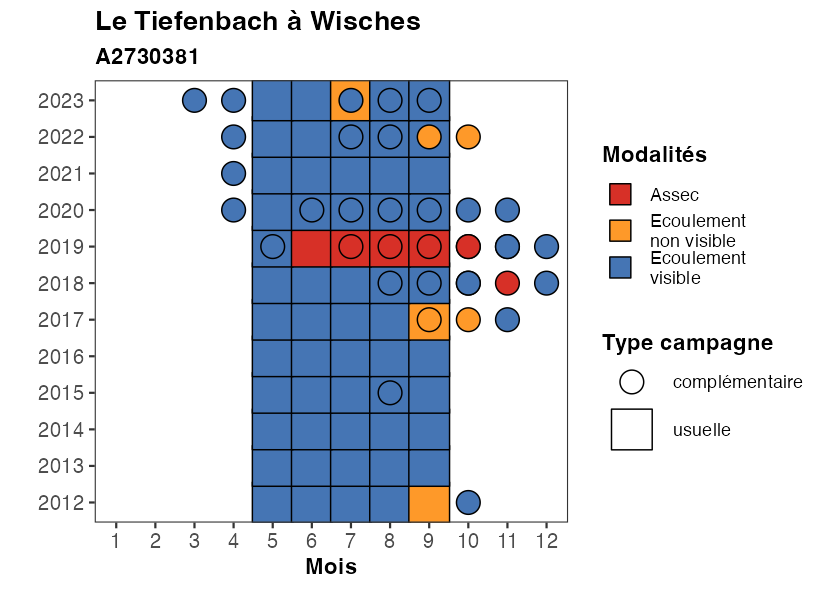 Le Tiefenbach à Wisches
A2730381
2023
2022
2021
2020
2019
2018
2017
2016
2015
2014
2013
2012
1 2 3 4 5 6 7 8 9 10 11 12
Mois
Modalités
Assec
Ecoulement
non visible
Ecoulement
visible
Type campagne
complémentaire
usuelle